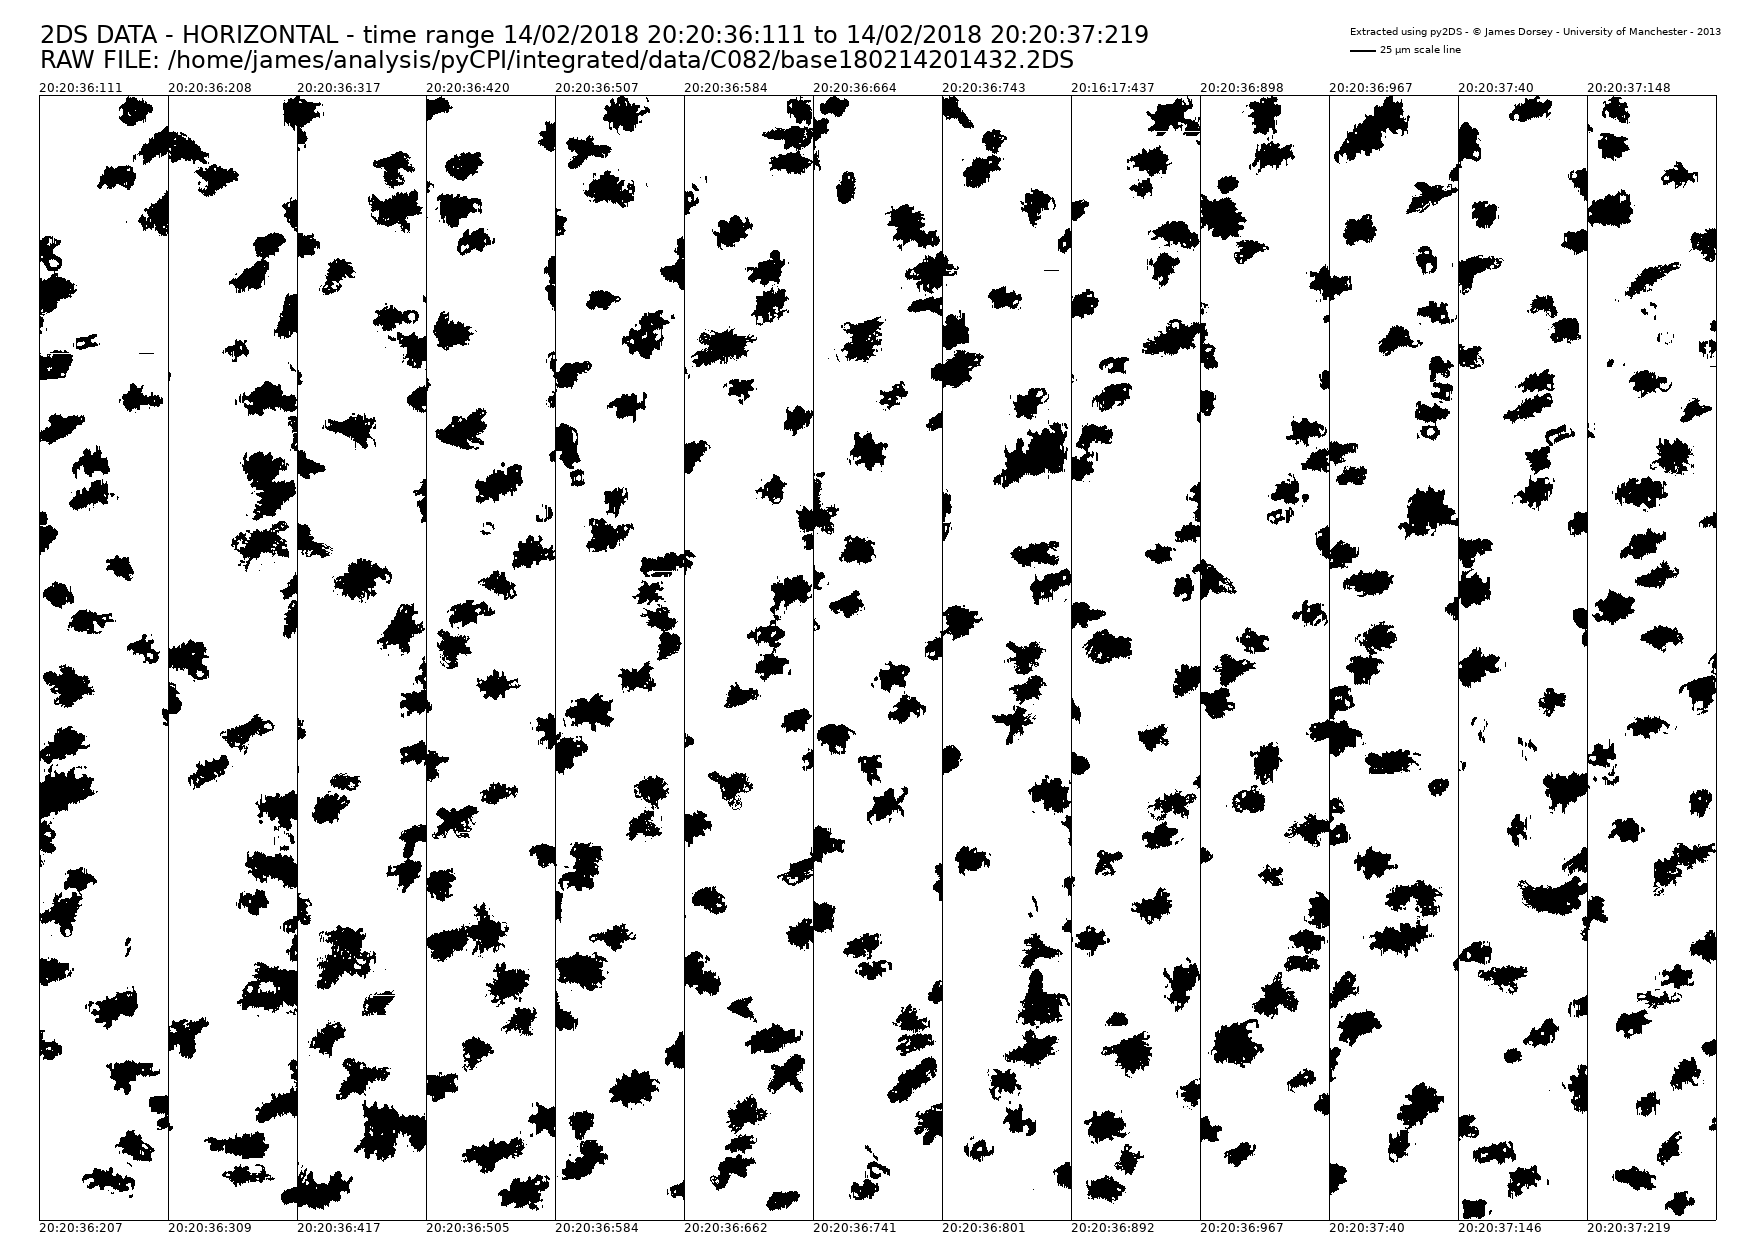 2DS DATA - HORIZONTAL - time range 14/02/2018 20:20:36:111 to 14/02/2018 20:20:37:219
RAW FILE: /home/james/analysis/pyCPI/integrated/data/C082/base180214201432.2DS
Extracted using py2DS - © James Dorsey - University of Manchester - 2013
25 µm scale line
20:20:36:111 20:20:36:208 20:20:36:317 20:20:36:420 20:20:36:507 20:20:36:584 20:20:36:664 20:20:36:743 20:16:17:437 20:20:36:898 20:20:36:967 20:20:37:40 20:20:37:148
20:20:36:207 20:20:36:309 20:20:36:417 20:20:36:505 20:20:36:584 20:20:36:662 20:20:36:741 20:20:36:801 20:16:36:892 20:20:36:967 20:20:37:40 20:20:37:146 20:20:37:219